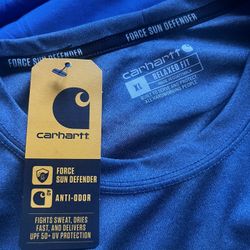 FORCE SUN DEFENDER
FORCE SUN DEFENDER
carhartt
XL RELAXED FIT
carhartt
FORCE
SUN DEFENDER
ANTI-ODOR
FIGHTS SWEAT, DRIES
FAST, AND DELIVERS
UPF 50+ UV PROTECTION